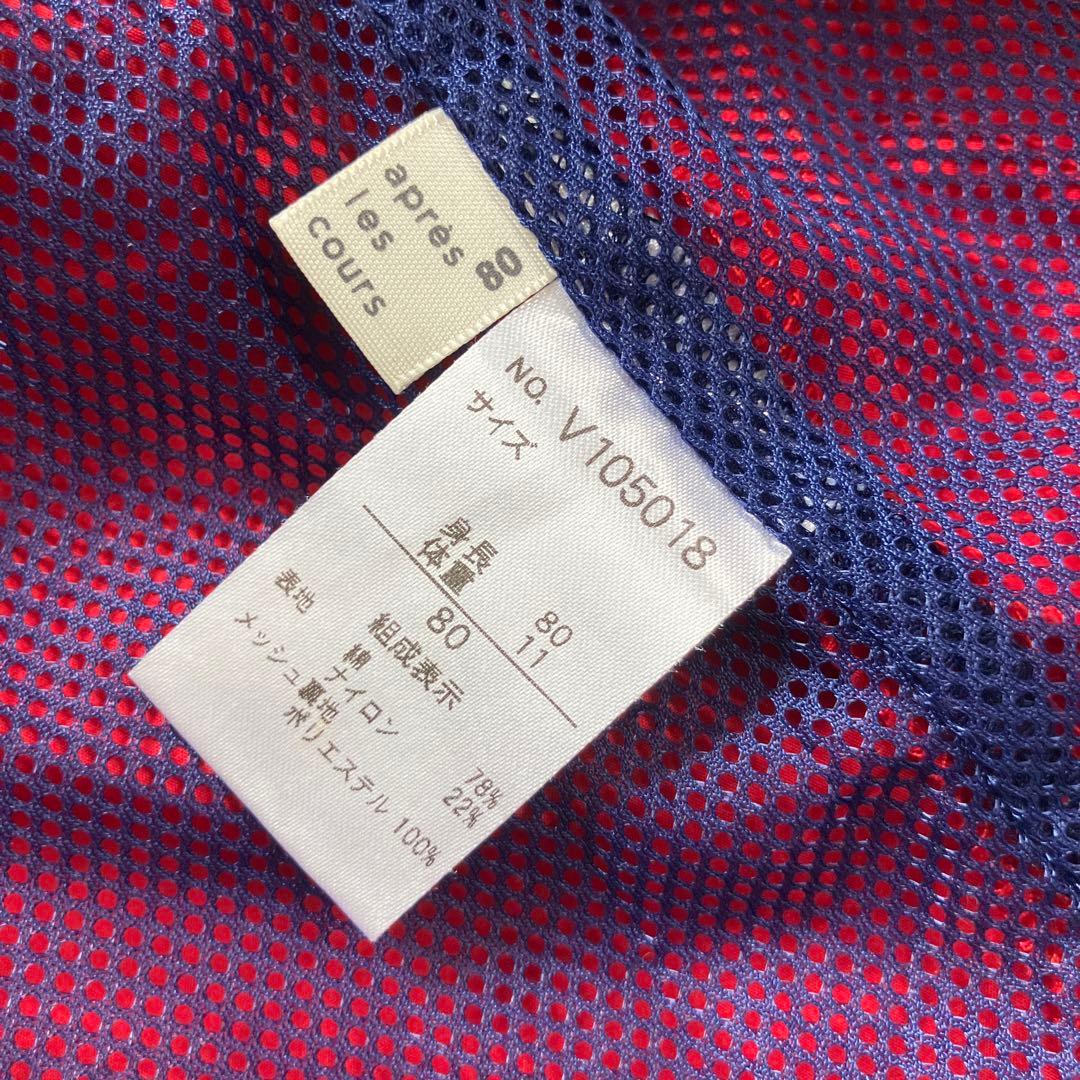 après
les
cours
80
NO. V105018
サイズ
身長 80
体重 11
80
組成表示
表地 綿 78%
ナイロン 22%
メッシュ裏地
ポリエステル 100%